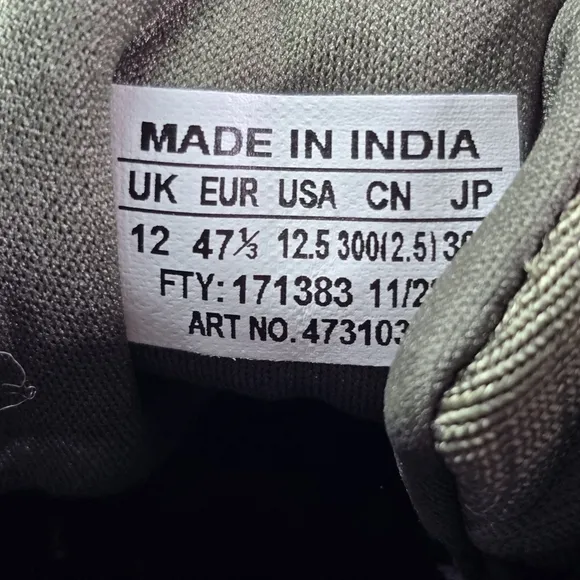 MADE IN INDIA
UK EUR USA CN JP
12 47⅓ 12.5 300(2.5)
FTY: 171383
ART NO. 473103